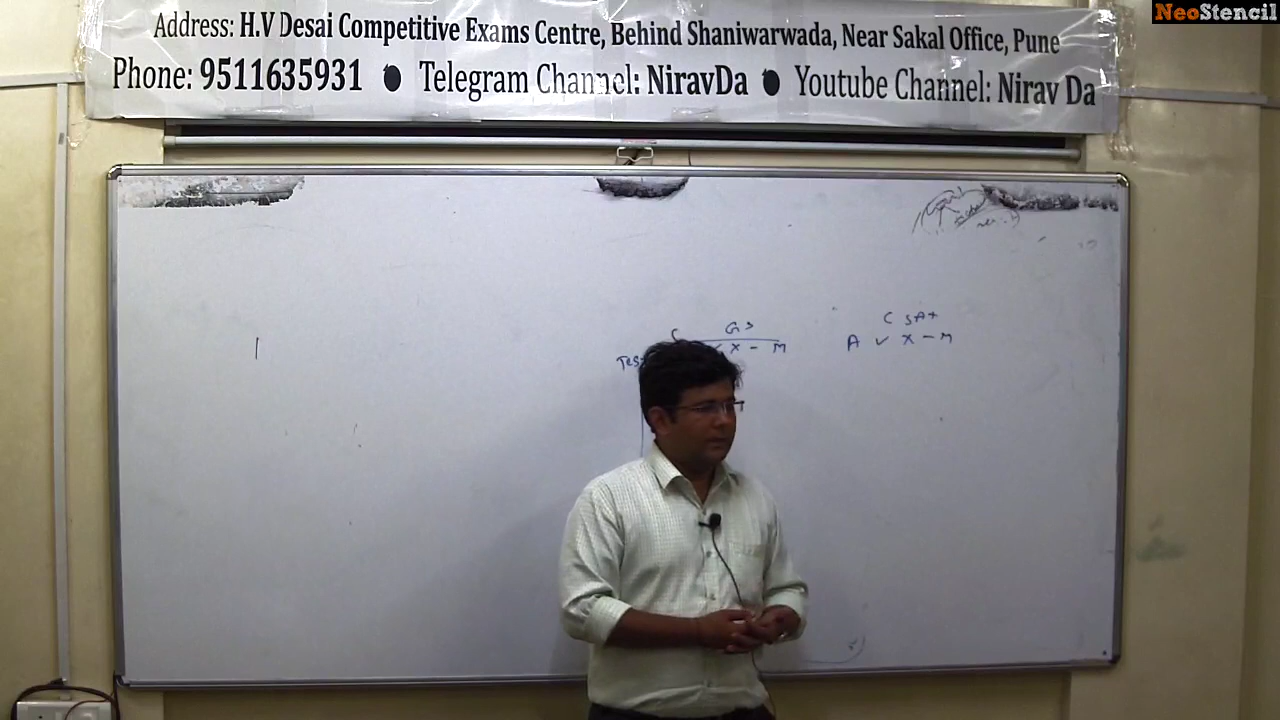 NeoStencil
Address: H.V Desai Competitive Exams Centre, Behind Shaniwarwada, Near Sakal Office, Pune
Phone: 9511635931 ● Telegram Channel: NiravDa ● Youtube Channel: Nirav Da
GS
CSAT
✓ X - M
A ✓ X - M
Tes